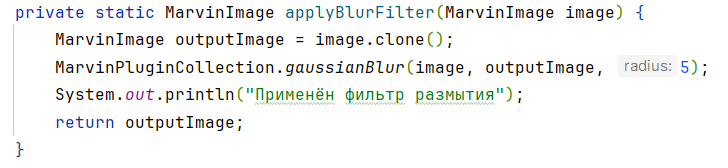 private static MarvinImage applyBlurFilter(MarvinImage image) {
    MarvinImage outputImage = image.clone();
    MarvinPluginCollection.gaussianBlur(image, outputImage, radius: 5);
    System.out.println("Применён фильтр размытия");
    return outputImage;
}